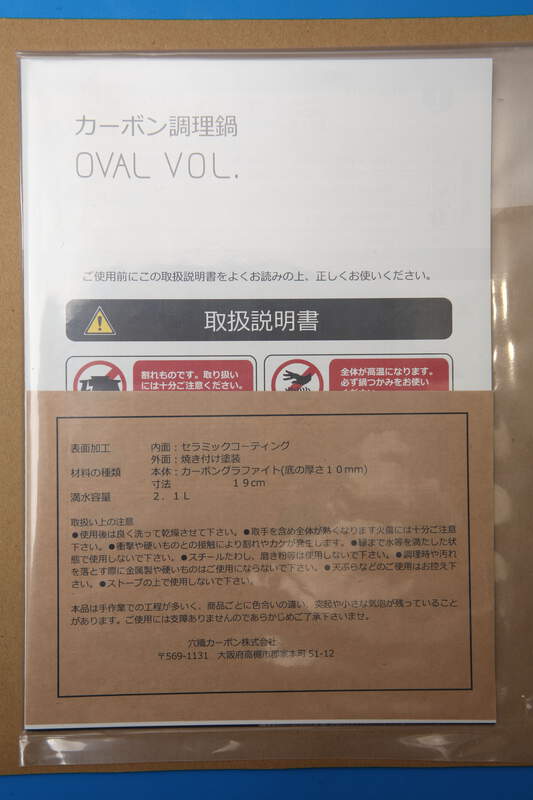 カーボン調理鍋
OVAL VOL.
ご使用前にこの取扱説明書をよくお読みの上、正しくお使いください。
取扱説明書
割れものです。取り扱い
には十分ご注意ください。
全体が高温になります。
必ず鍋つかみをお使い
ください。
表面加工 内面：セラミックコーティング
外面：焼き付け塗装
材料の種類 本体：カーボングラファイト(底の厚さ１０mm)
寸法 １９cm
満水容量 ２．１L
取扱い上の注意
●使用後は良く洗って乾燥させて下さい。●取手を含め全体が熱くなります火傷には十分ご注意
下さい。●衝撃や硬いものとの接触により割れやカケが発生します。●縁まで水等を満たした状
態で使用しないで下さい。●スチールたわし、磨き粉等は使用しないで下さい。●調理時や汚れ
を落とす際に金属製や硬いものはご使用にならないで下さい。●天ぷらなどのご使用はお控え下
さい。●ストーブの上で使用しないで下さい。
本品は手作業での工程が多いく、商品ごとに色合いの違い、突起や小さな気泡が残っていること
があります。ご使用には支障ありませんのであらかじめご了承下さいませ。
穴織カーボン株式会社
〒569-1131 大阪府高槻市郡家本町 51-12